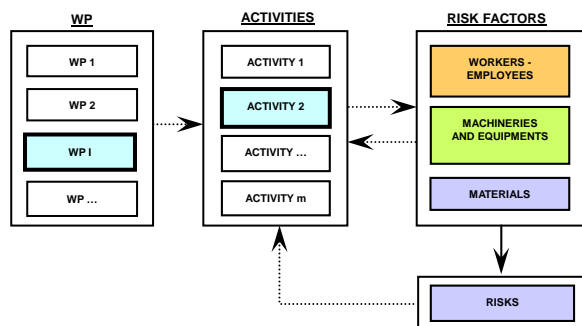 WP
WP 1
WP 2
WP I
WP ...
ACTIVITIES
ACTIVITY 1
ACTIVITY 2
ACTIVITY ...
ACTIVITY m
RISK FACTORS
WORKERS -
EMPLOYEES
MACHINERIES
AND EQUIPMENTS
MATERIALS
RISKS